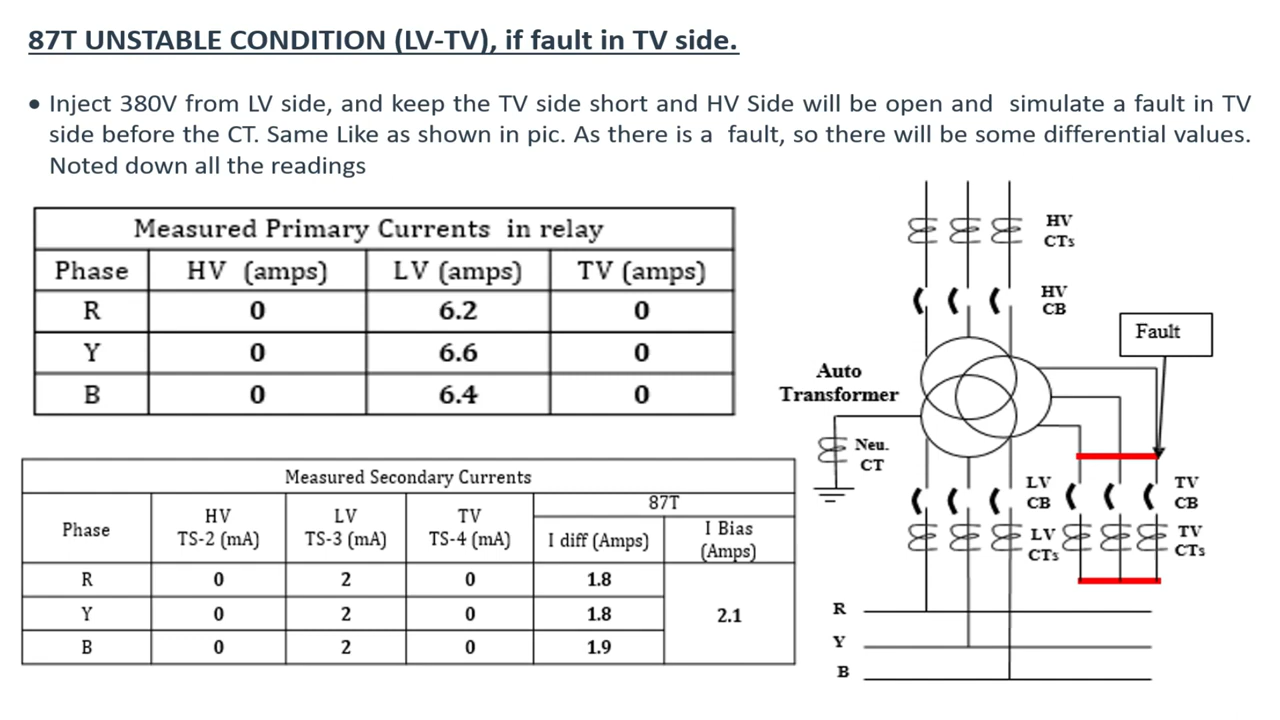 87T UNSTABLE CONDITION (LV-TV), if fault in TV side.
• Inject 380V from LV side, and keep the TV side short and HV Side will be open and simulate a fault in TV
side before the CT. Same Like as shown in pic. As there is a fault, so there will be some differential values.
Noted down all the readings
Measured Primary Currents in relay
Phase HV (amps) LV (amps) TV (amps)
R 0 6.2 0
Y 0 6.6 0
B 0 6.4 0
Measured Secondary Currents
Phase HV TS-2 (mA) LV TS-3 (mA) TV TS-4 (mA) 87T
I diff (Amps) I Bias (Amps)
R 0 2 0 1.8
Y 0 2 0 1.8 2.1
B 0 2 0 1.9
HV
CTs
HV
CB
Fault
Auto
Transformer
Neu.
CT
LV
CB
TV
CB
LV
CTs
TV
CTs
R
Y
B